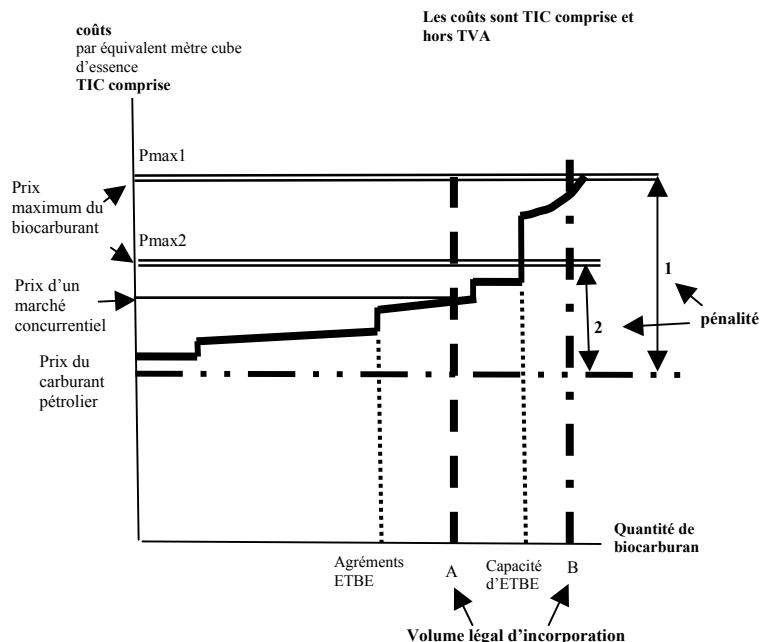 Les coûts sont TIC comprise et
hors TVA
coûts
par équivalent mètre cube
d'essence
TIC comprise
Pmax1
Prix
maximum du
biocarburant
Pmax2
1
Prix d'un
marché
concurrentiel
2
pénalité
Prix du
carburant
pétrolier
Quantité de
biocarburan
Agréments
ETBE
A
Capacité
d'ETBE
B
Volume légal d'incorporation